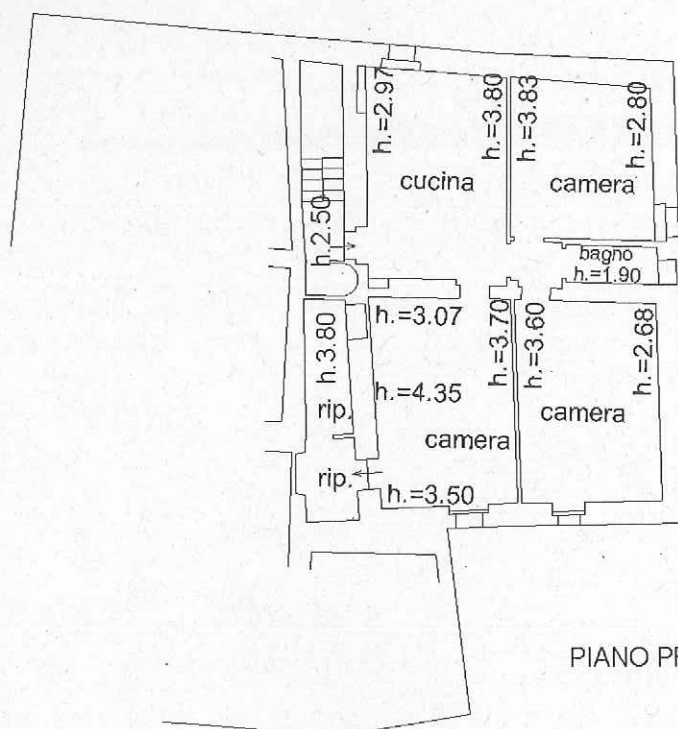 h.=2.97
h.=3.80
h.=3.83
h.=2.80
cucina
camera
h.2.50
bagno
h.=1.90
h.=3.07
h.=3.70
h.=3.60
h.=2.68
h.3.80
h.=4.35
rip.
camera
camera
rip.
h.=3.50
PIANO